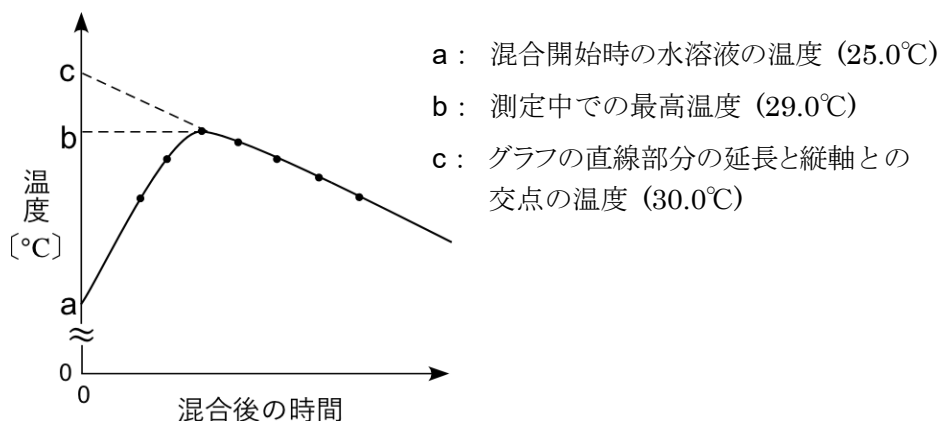 c
b
温度
〔℃〕
a
≈
0
0
混合後の時間
a： 混合開始時の水溶液の温度 (25.0℃)
b： 測定中での最高温度 (29.0℃)
c： グラフの直線部分の延長と縦軸との
交点の温度 (30.0℃)